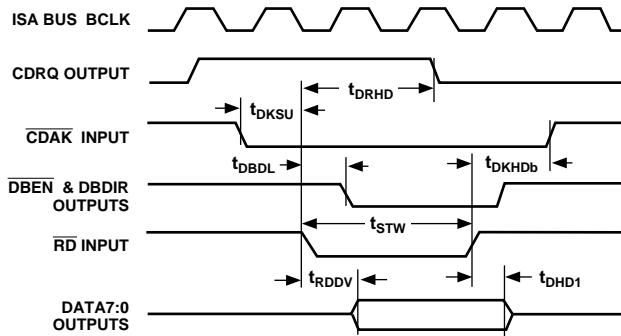 ISA BUS BCLK
CDRQ OUTPUT
tDRHD
tDKSU
CDAK INPUT
tDBDL
tDKHDb
DBEN & DBDIR
OUTPUTS
tSTW
RD INPUT
tRDDV
tDHD1
DATA7:0
OUTPUTS